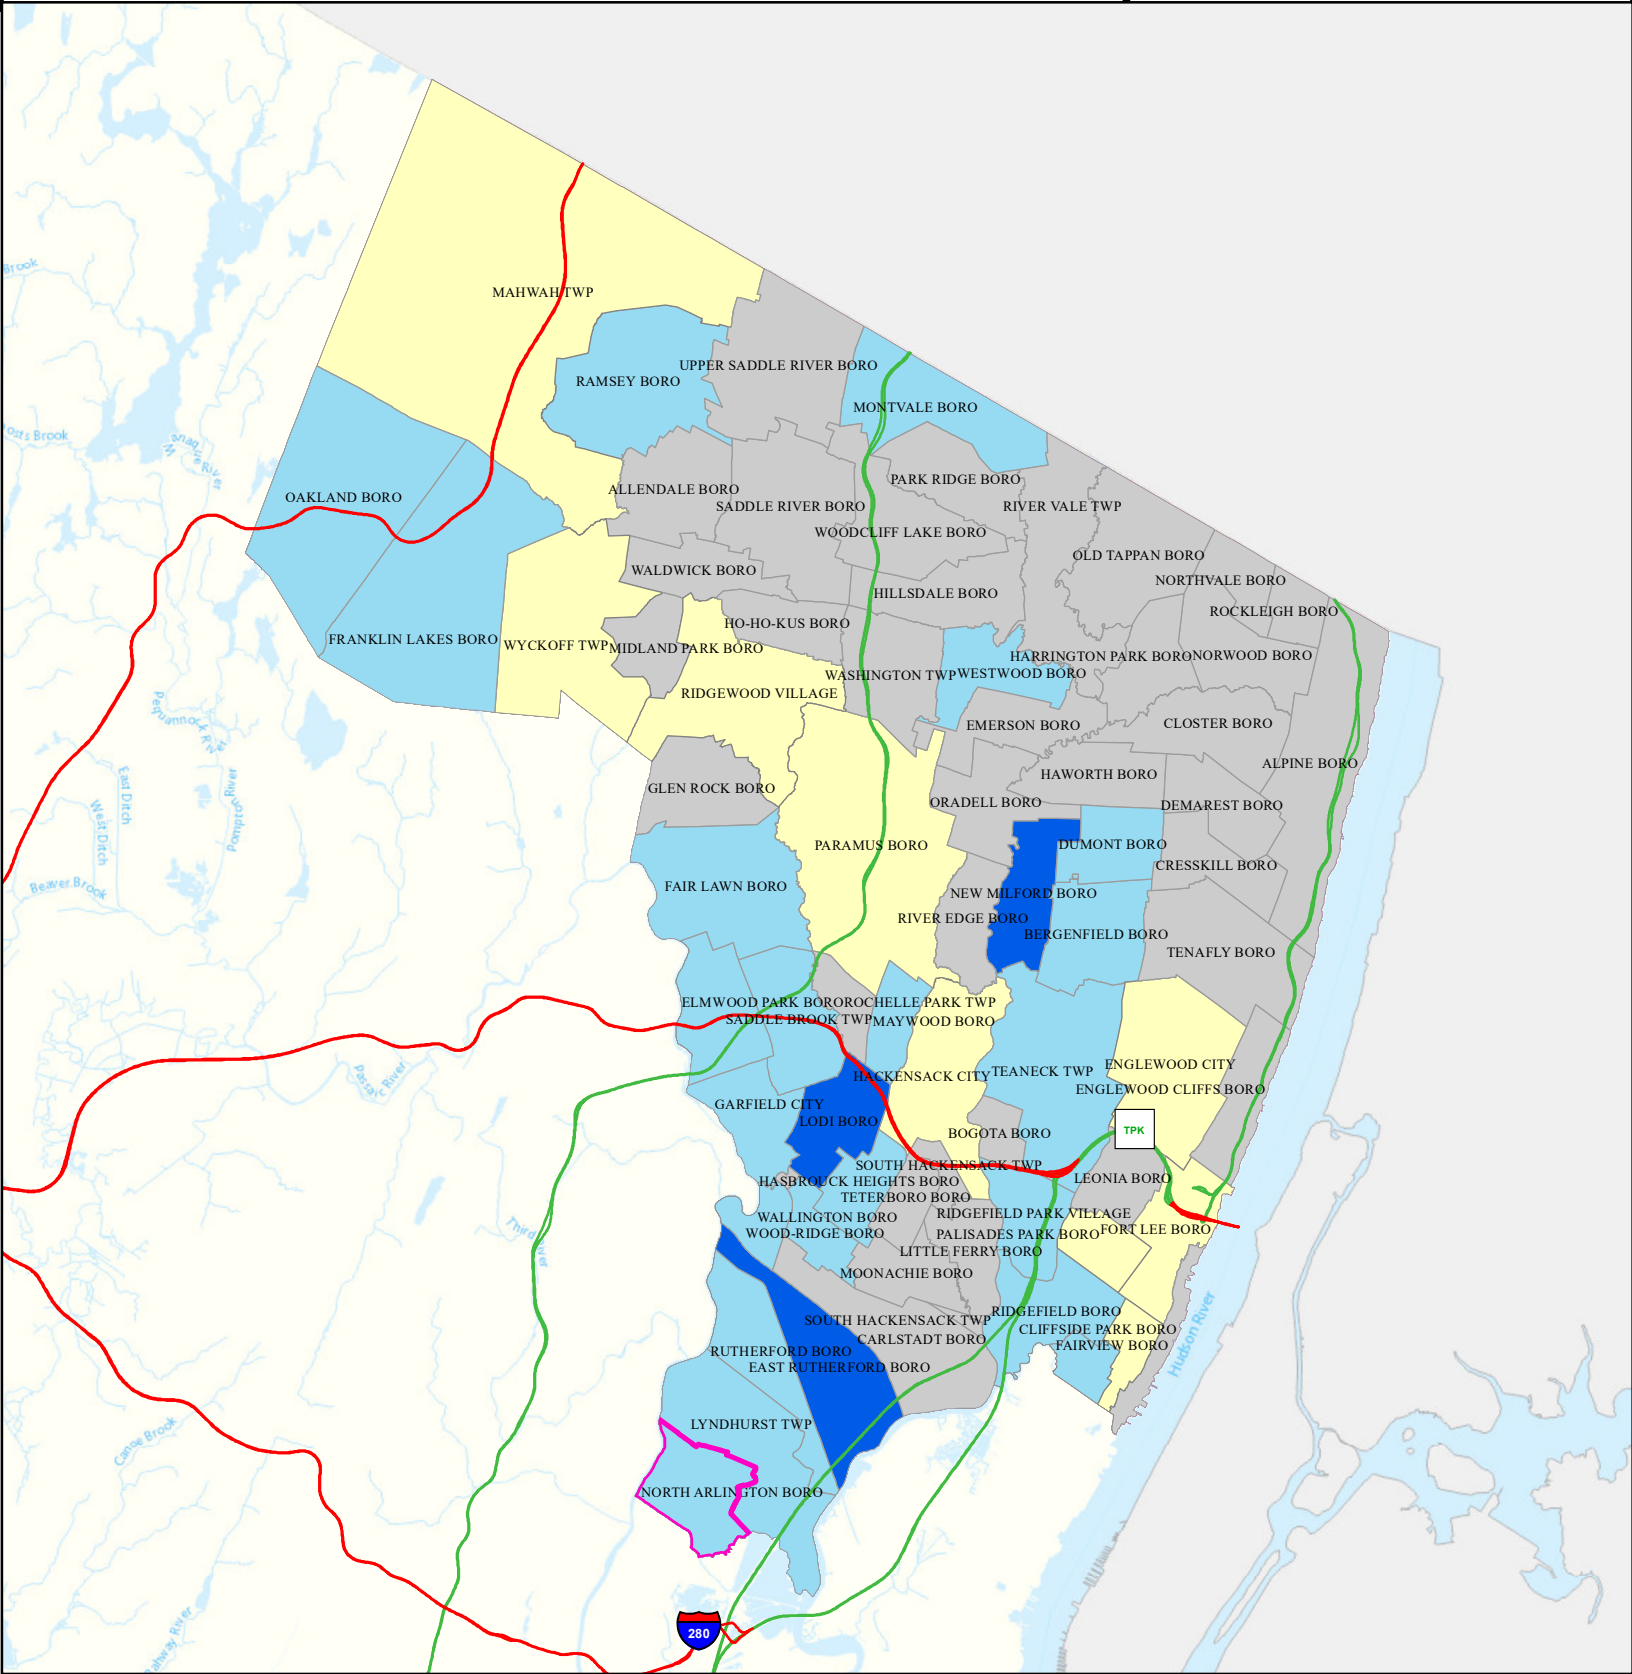 Brook
MAHWAH TWP
UPPER SADDLE RIVER BORO
RAMSEY BORO
MONTVALE BORO
osts Brook
PARK RIDGE BORO
ALLENDALE BORO
OAKLAND BORO
SADDLE RIVER BORO
RIVER VALE TWP
WOODCLIFF LAKE BORO
OLD TAPPAN BORO
WALDWICK BORO
NORTHVALE BORO
HILLSDALE BORO
ROCKLEIGH BORO
HO-HO-KUS BORO
FRANKLIN LAKES BORO
WYCKOFF TWP
MIDLAND PARK BORO
HARRINGTON PARK BORO
NORWOOD BORO
WASHINGTON TWP
WESTWOOD BORO
RIDGEWOOD VILLAGE
EMERSON BORO
CLOSTER BORO
ALPINE BORO
HAWORTH BORO
GLEN ROCK BORO
ORADELL BORO
DEMAREST BORO
East Ditch
West Ditch
Pompton River
PARAMUS BORO
DUMONT BORO
CRESSKILL BORO
Beaver Brook
FAIR LAWN BORO
NEW MILFORD BORO
RIVER EDGE BORO
BERGENFIELD BORO
TENAFLY BORO
ELMWOOD PARK BORO
ROCHELLE PARK TWP
SADDLE BROOK TWP
MAYWOOD BORO
ENGLEWOOD CITY
TEANECK TWP
HACKENSACK CITY
Passaic River
ENGLEWOOD CLIFFS BORO
GARFIELD CITY
LODI BORO
TPK
BOGOTA BORO
SOUTH HACKENSACK TWP
LEONIA BORO
HASBROUCK HEIGHTS BORO
TETERBORO BORO
RIDGEFIELD PARK VILLAGE
WALLINGTON BORO
FORT LEE BORO
WOOD-RIDGE BORO
PALISADES PARK BORO
Third River
LITTLE FERRY BORO
MOONACHIE BORO
RIDGEFIELD BORO
SOUTH HACKENSACK TWP
CLIFFSIDE PARK BORO
Hudson River
CARLSTADT BORO
FAIRVIEW BORO
RUTHERFORD BORO
EAST RUTHERFORD BORO
LYNDHURST TWP
Canoe Brook
NORTH ARLINGTON BORO
280
ahway River